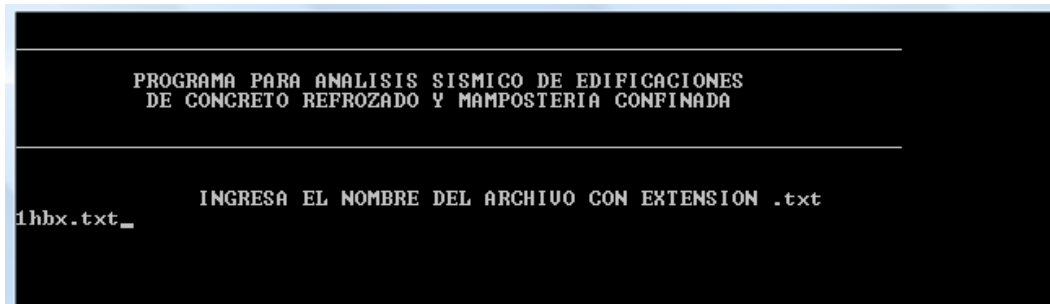 PROGRAMA PARA ANALISIS SISMICO DE EDIFICACIONES
DE CONCRETO REFROZADO Y MAMPOSTERIA CONFINADA
INGRESA EL NOMBRE DEL ARCHIVO CON EXTENSION .txt
1hbx.txt_